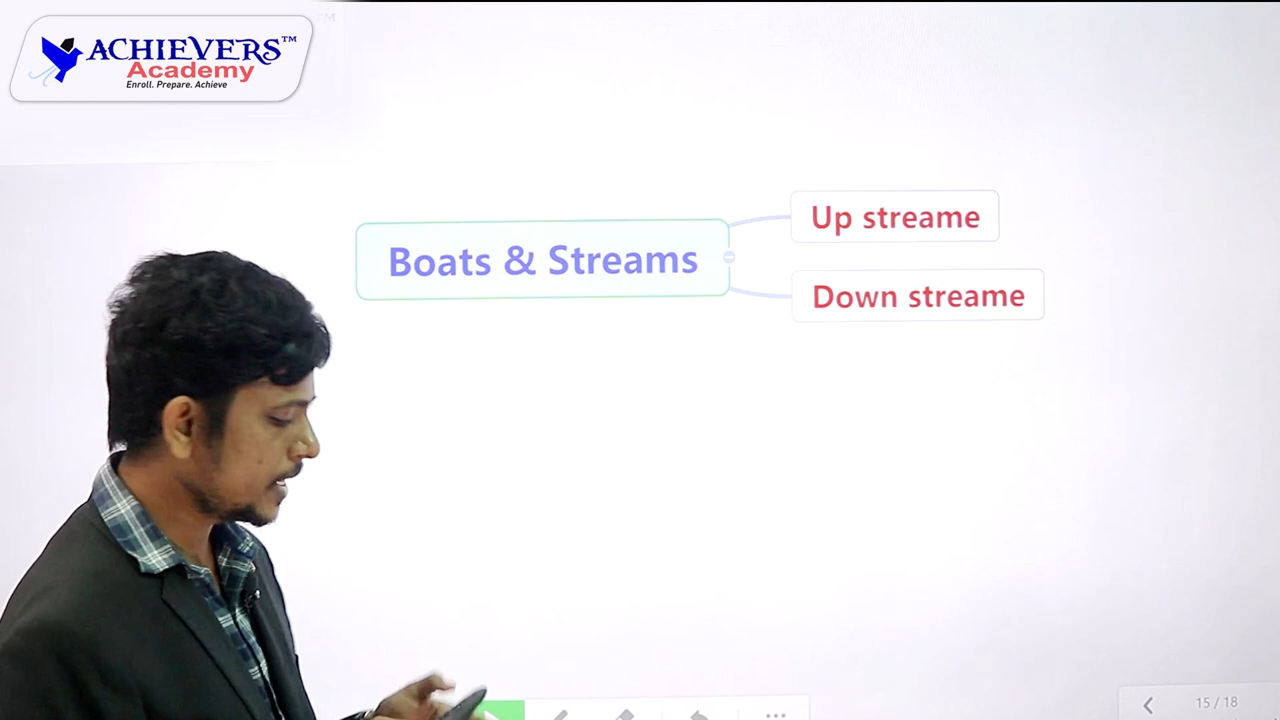 ACHIEVERS™
Academy
Enroll. Prepare. Achieve
Boats & Streams
Up streame
Down streame
15 / 18